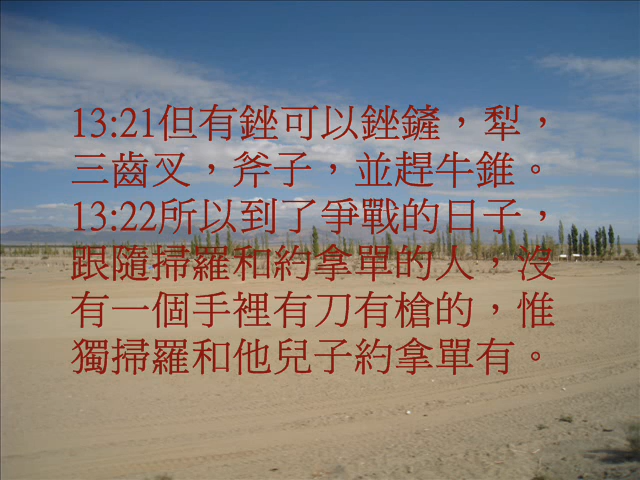 13:21但有銼可以銼鏟，犁，
三齒叉，斧子，並趕牛錐。
13:22所以到了爭戰的日子，
跟隨掃羅和約拿單的人，沒
有一個手裡有刀有槍的，惟
獨掃羅和他兒子約拿單有。